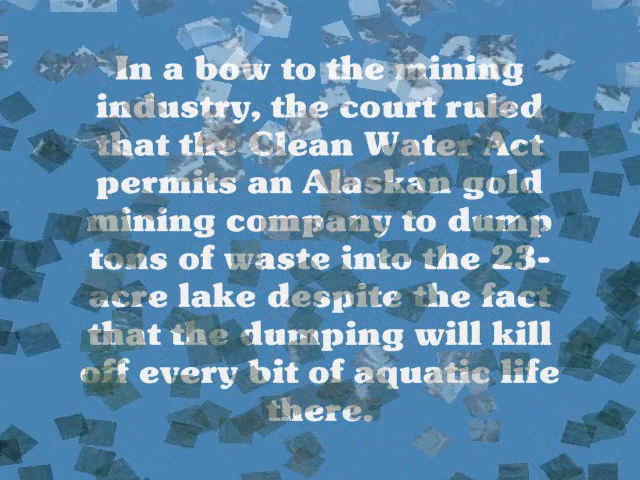 In a bow to the mining
industry, the court ruled
that the Clean Water Act
permits an Alaskan gold
mining company to dump
tons of waste into the 23-
acre lake despite the fact
that the dumping will kill
off every bit of aquatic life
there.